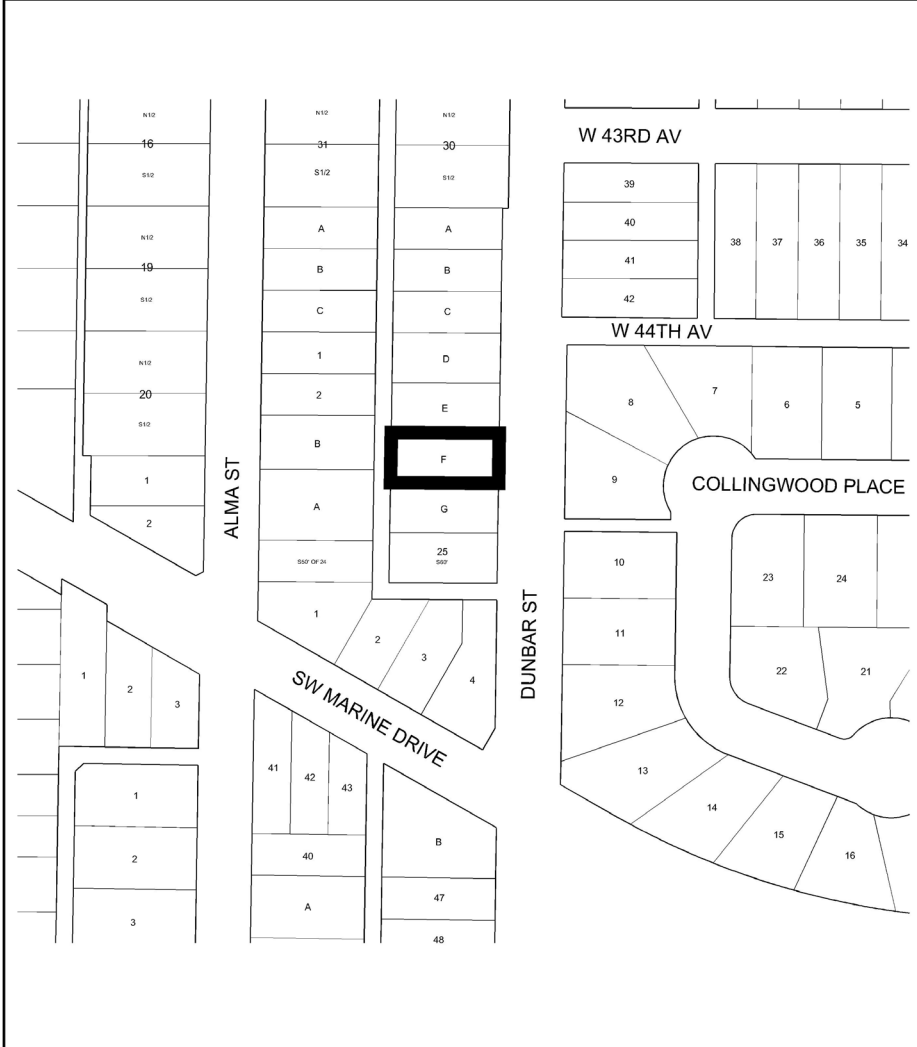 N1/2
N1/2
N1/2
W 43RD AV
16
31
30
S1/2
S1/2
S1/2
39
A
A
40
N1/2
38
37
36
35
34
B
B
41
19
S1/2
42
C
C
W 44TH AV
N1/2
1
D
20
2
E
8
7
6
5
S1/2
B
F
9
COLLINGWOOD PLACE
1
ALMA ST
A
G
2
25
S60'
S50' OF 24
10
23
24
1
DUNBAR ST
11
2
3
4
1
2
3
SW MARINE DRIVE
12
22
21
41
42
43
13
1
14
15
16
B
2
40
47
A
3
48